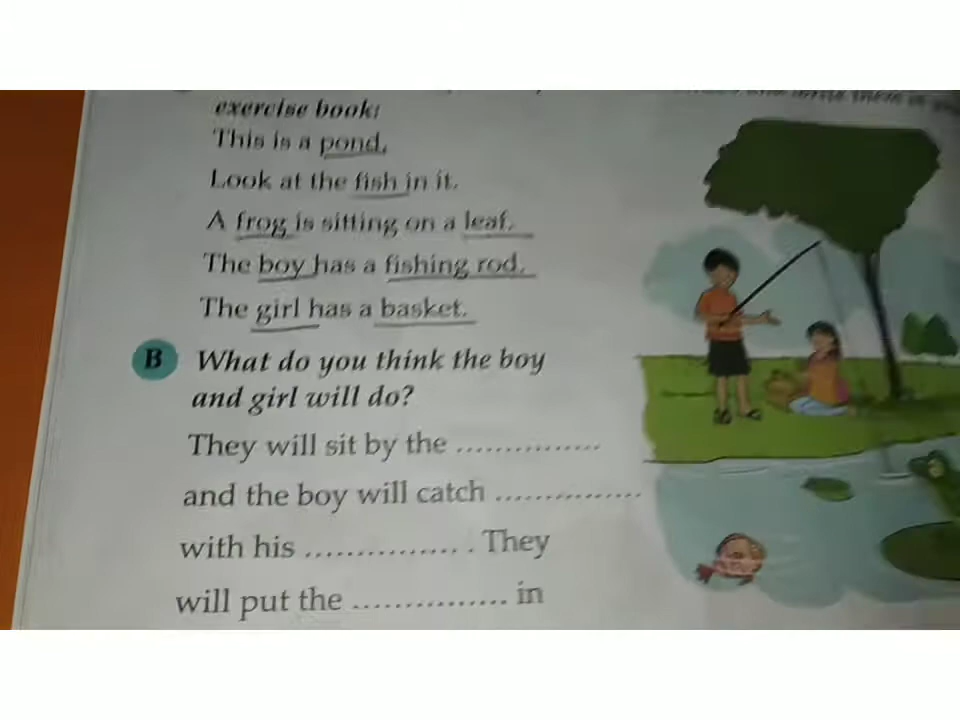 exercise book:
This is a pond.
Look at the fish in it.
A frog is sitting on a leaf.
The boy has a fishing rod.
The girl has a basket.
B What do you think the boy
and girl will do?
They will sit by the ...............
and the boy will catch ...............
with his ................ . They
will put the ................ in